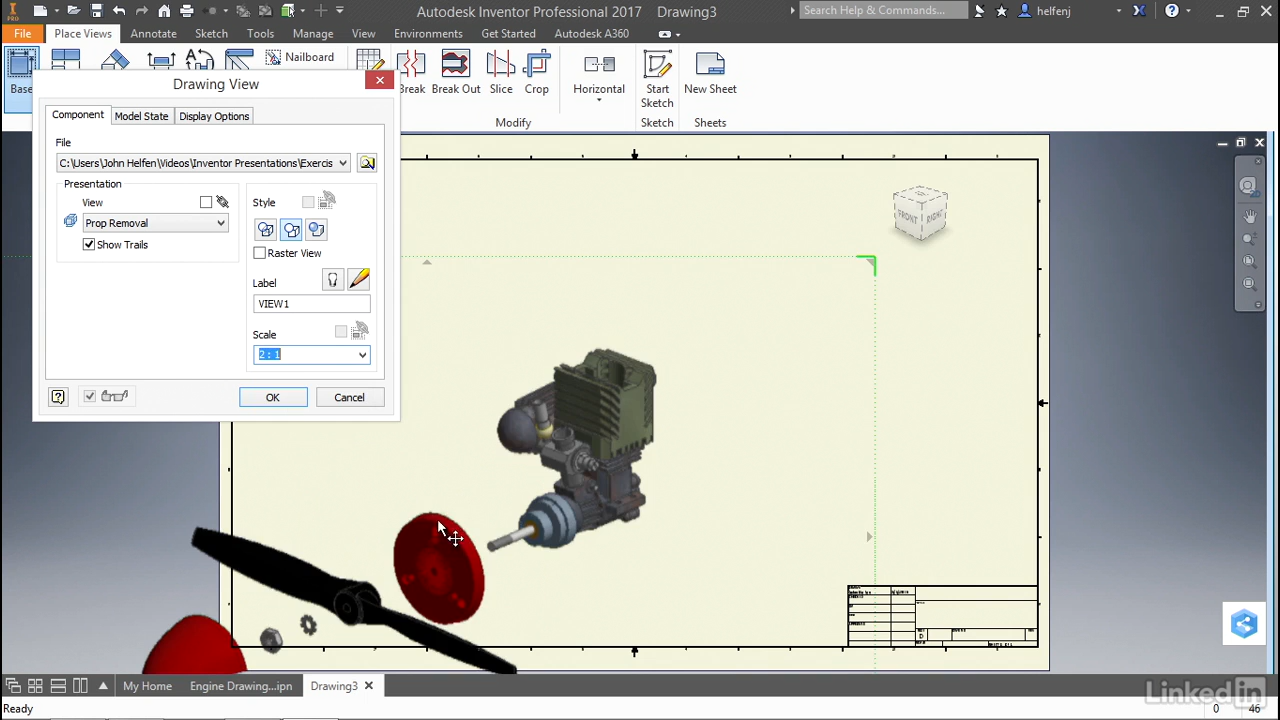 PRO
Autodesk Inventor Professional 2017
Drawing3
Search Help & Commands...
helfenj
File
Place Views
Annotate
Sketch
Tools
Manage
View
Environments
Get Started
Autodesk A360
Base
Nailboard
Break
Break Out
Slice
Crop
Horizontal
Start
Sketch
New Sheet
Modify
Sketch
Sheets
Drawing View
Component
Model State
Display Options
File
C:\Users\John Helfen\Videos\Inventor Presentations\Exercis
Presentation
View
Prop Removal
Show Trails
Style
Raster View
Label
VIEW1
Scale
2 : 1
OK
Cancel
FRONT
RIGHT
D
My Home
Engine Drawing...ipn
Drawing3
Ready
0
46
Linked in